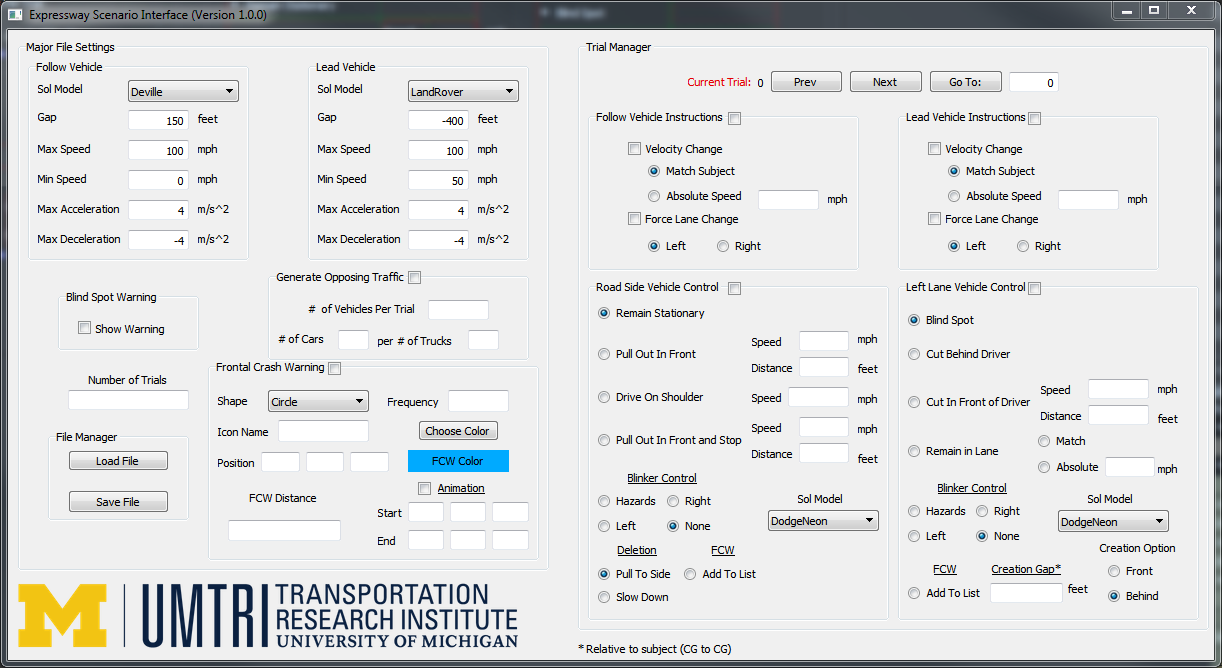 Expressway Scenario Interface (Version 1.0.0)
Major File Settings
Follow Vehicle
Sol Model Deville
Gap 150 feet
Max Speed 100 mph
Min Speed 0 mph
Max Acceleration 4 m/s^2
Max Deceleration -4 m/s^2
Lead Vehicle
Sol Model LandRover
Gap -400 feet
Max Speed 100 mph
Min Speed 50 mph
Max Acceleration 4 m/s^2
Max Deceleration -4 m/s^2
Blind Spot Warning
Show Warning
Generate Opposing Traffic
# of Vehicles Per Trial
# of Cars per # of Trucks
Number of Trials
File Manager
Load File
Save File
Frontal Crash Warning
Shape Circle Frequency
Icon Name Choose Color
Position FCW Color
Animation
FCW Distance
Start
End
UMTRI
TRANSPORTATION
RESEARCH INSTITUTE
UNIVERSITY OF MICHIGAN
Trial Manager
Current Trial: 0 Prev Next Go To: 0
Follow Vehicle Instructions
Velocity Change
Match Subject
Absolute Speed mph
Force Lane Change
Left Right
Lead Vehicle Instructions
Velocity Change
Match Subject
Absolute Speed mph
Force Lane Change
Left Right
Road Side Vehicle Control
Remain Stationary
Pull Out In Front
Speed mph
Distance feet
Drive On Shoulder Speed mph
Pull Out In Front and Stop
Speed mph
Distance feet
Blinker Control
Hazards Right
Left None
Sol Model
DodgeNeon
Deletion FCW
Pull To Side Add To List
Slow Down
Left Lane Vehicle Control
Blind Spot
Cut Behind Driver
Cut In Front of Driver
Speed mph
Distance feet
Remain in Lane
Match
Absolute mph
Blinker Control
Hazards Right
Left None
Sol Model
DodgeNeon
Creation Option
Front
Behind
FCW Creation Gap*
Add To List feet
* Relative to subject (CG to CG)